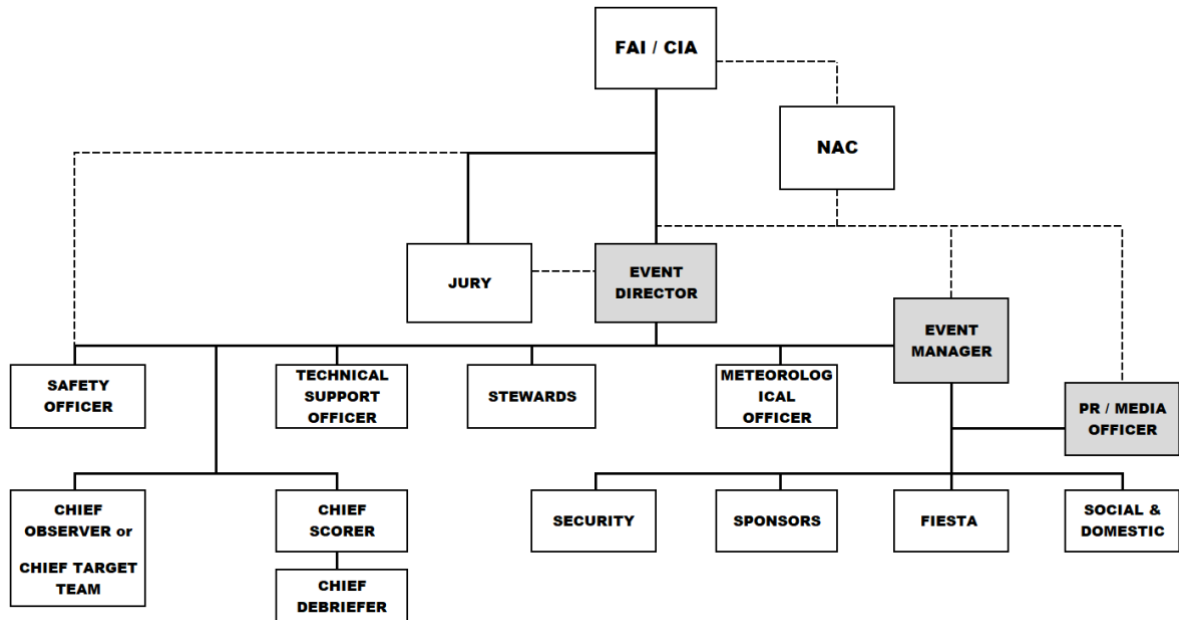 FAI / CIA
NAC
JURY
EVENT
DIRECTOR
EVENT
MANAGER
SAFETY
OFFICER
TECHNICAL
SUPPORT
OFFICER
STEWARDS
METEOROLOG
ICAL
OFFICER
PR / MEDIA
OFFICER
CHIEF
OBSERVER or
CHIEF TARGET
TEAM
CHIEF
SCORER
SECURITY
SPONSORS
FIESTA
SOCIAL &
DOMESTIC
CHIEF
DEBRIEFER